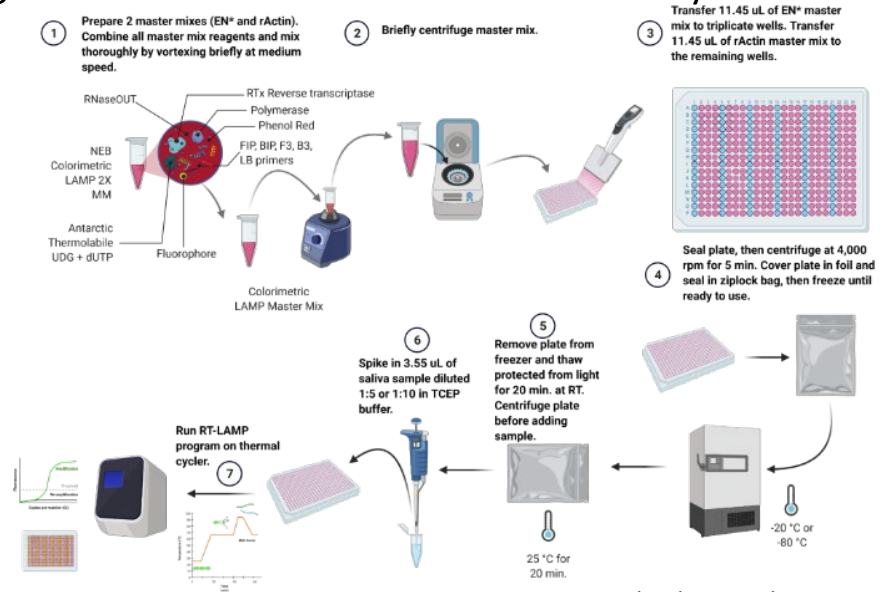 1
Prepare 2 master mixes (EN* and rActin).
Combine all master mix reagents and mix
thoroughly by vortexing briefly at medium
speed.
2
Briefly centrifuge master mix.
3
Transfer 11.45 uL of EN* master
mix to triplicate wells. Transfer
11.45 uL of rActin master mix to
the remaining wells.
RNaseOUT
RTx Reverse transcriptase
Polymerase
Phenol Red
FIP, BIP, F3, B3,
LB primers
NEB
Colorimetric
LAMP 2X
MM
Antarctic
Thermolabile
UDG + dUTP
Fluorophore
Colorimetric
LAMP Master Mix
4
Seal plate, then centrifuge at 4,000
rpm for 5 min. Cover plate in foil and
seal in ziplock bag, then freeze until
ready to use.
5
Remove plate from
freezer and thaw
protected from light
for 20 min. at RT.
Centrifuge plate
before adding
sample.
6
Spike in 3.55 uL of
saliva sample diluted
1:5 or 1:10 in TCEP
buffer.
Run RT-LAMP
program on thermal
cycler.
7
-20 °C or
-80 °C
25 °C for
20 min.